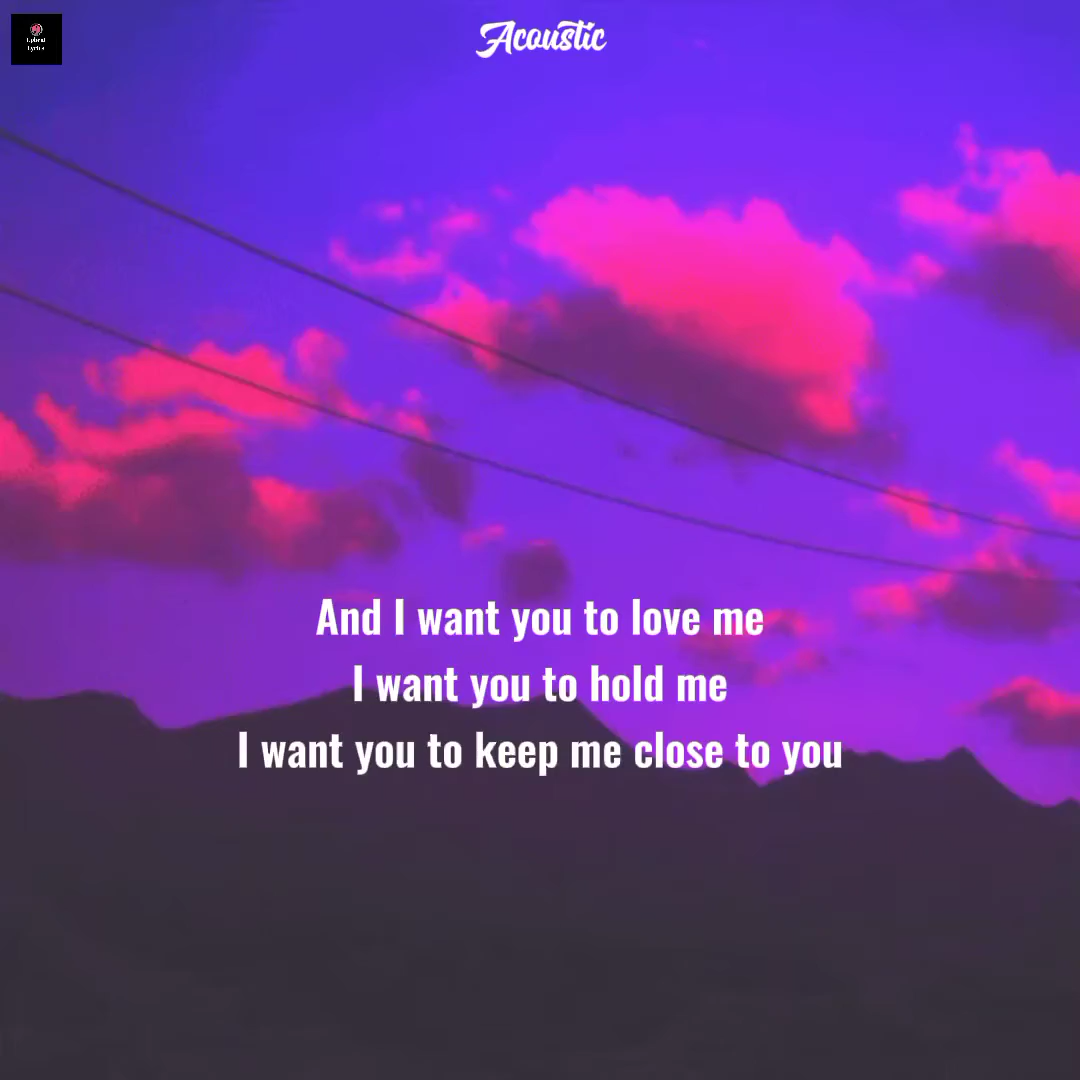 Acoustic
And I want you to love me
I want you to hold me
I want you to keep me close to you